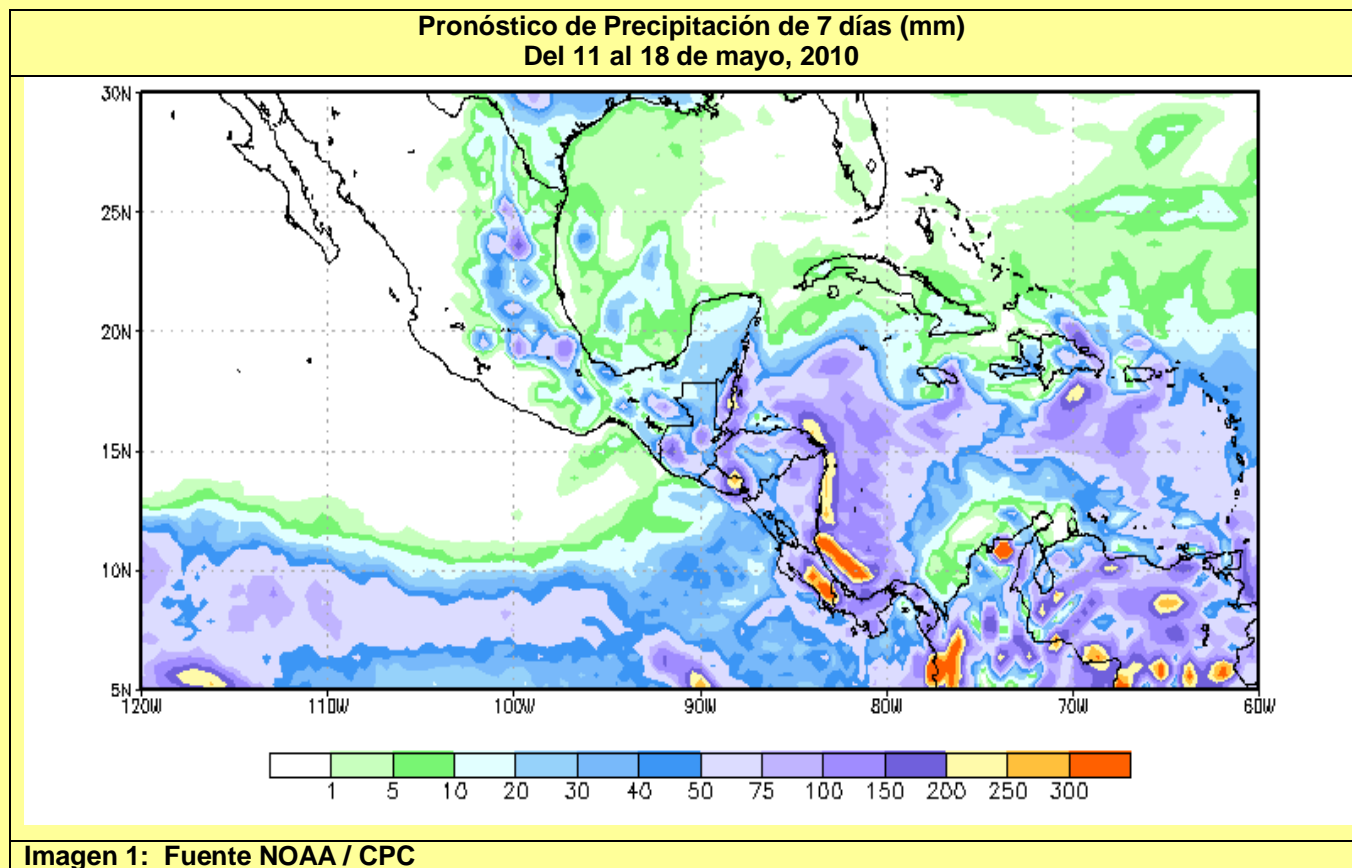 Pronóstico de Precipitación de 7 días (mm)
Del 11 al 18 de mayo, 2010
30N
25N
20N
15N
10N
5N
120W 110W 100W 90W 80W 70W 60W
1 5 10 20 30 40 50 75 100 150 200 250 300
Imagen 1: Fuente NOAA / CPC